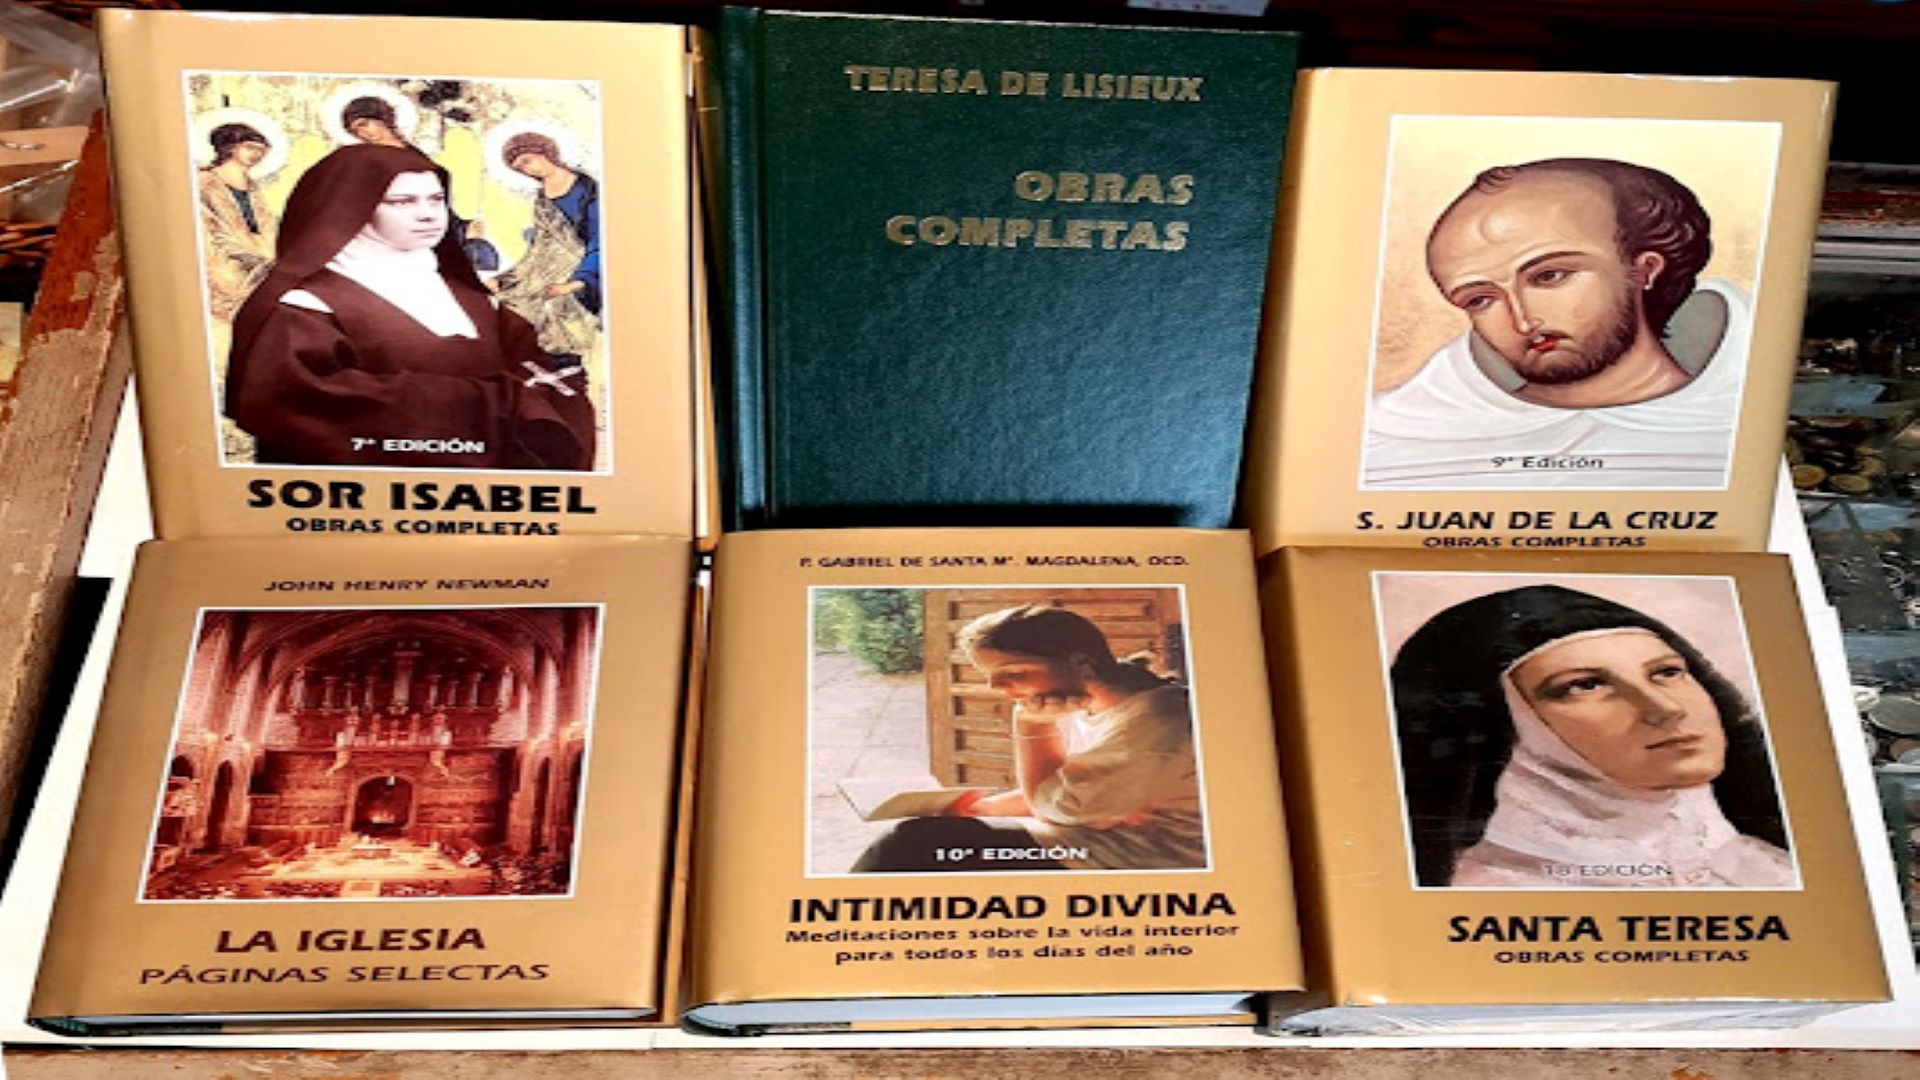 7ª EDICIÓN
SOR ISABEL
OBRAS COMPLETAS
TERESA DE LISIEUX
OBRAS
COMPLETAS
9ª Edición
S. JUAN DE LA CRUZ
OBRAS COMPLETAS
JOHN HENRY NEWMAN
LA IGLESIA
PÁGINAS SELECTAS
P. GABRIEL DE SANTA Mª. MAGDALENA, OCD.
10ª EDICIÓN
INTIMIDAD DIVINA
Meditaciones sobre la vida interior
para todos los días del año
18 EDICIÓN
SANTA TERESA
OBRAS COMPLETAS